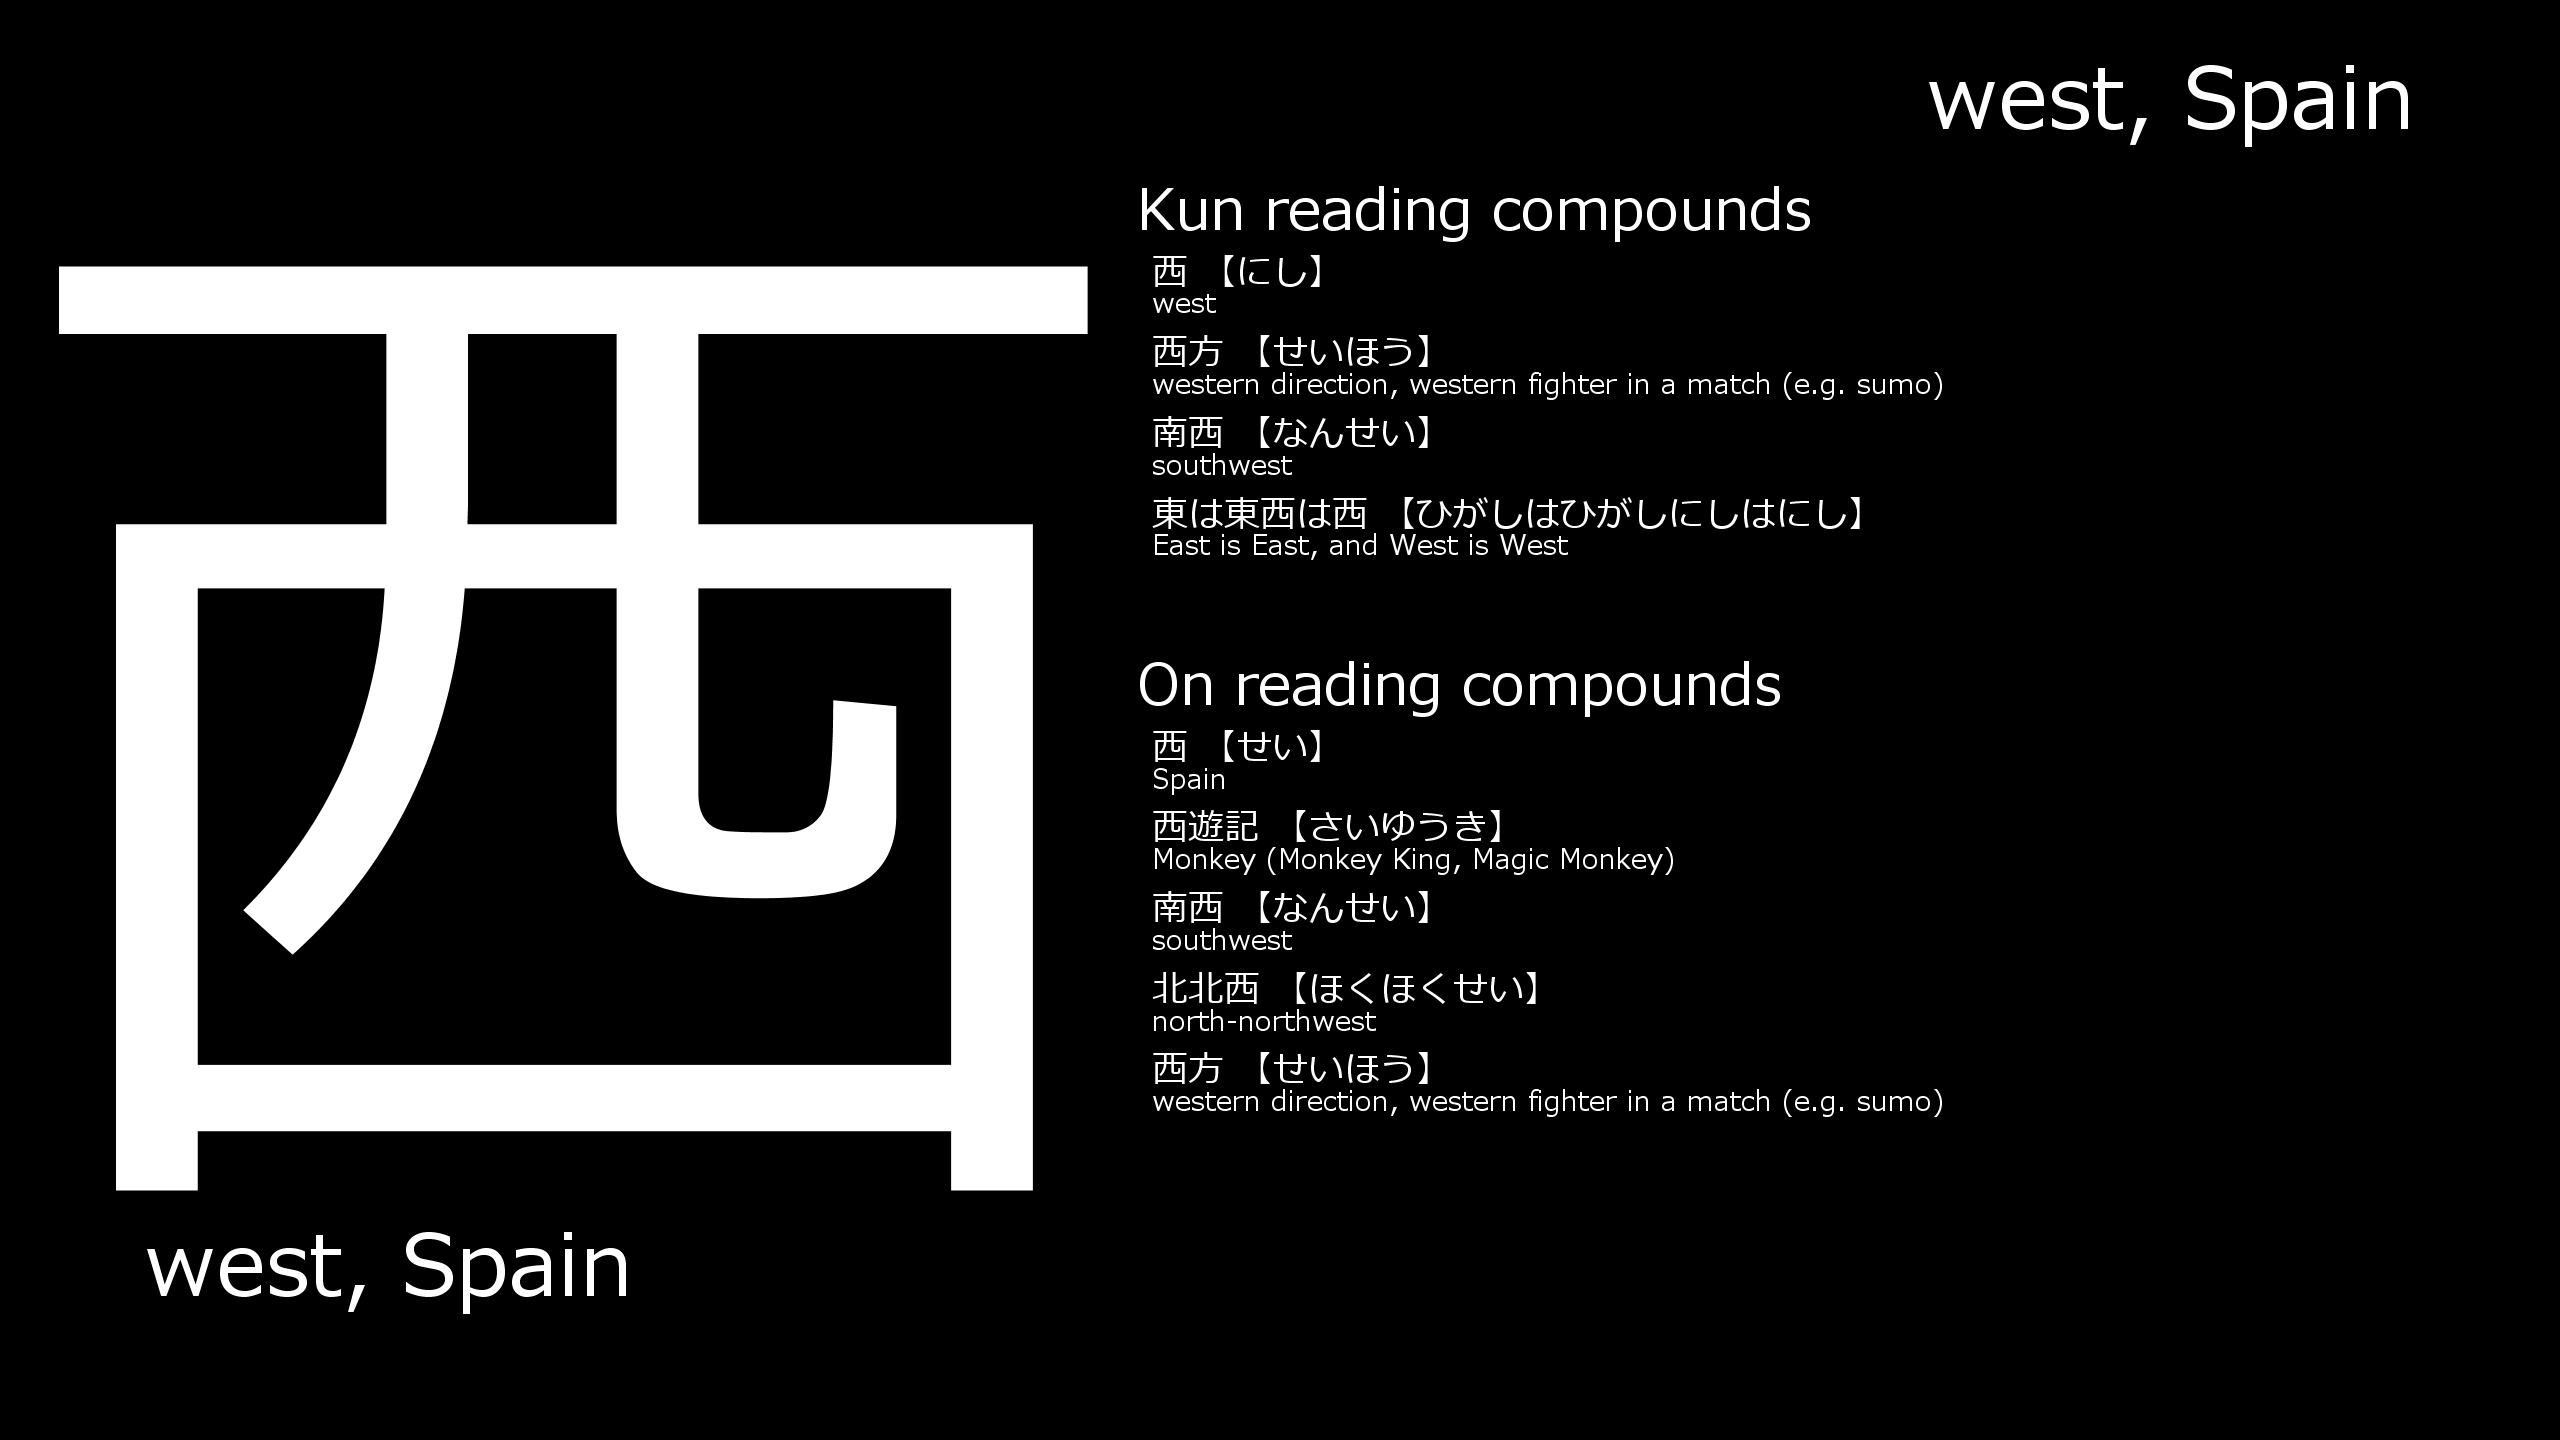 west, Spain
西
west, Spain
Kun reading compounds
西 【にし】
west
西方 【せいほう】
western direction, western fighter in a match (e.g. sumo)
南西 【なんせい】
southwest
東は東西は西 【ひがしはひがしにしはにし】
East is East, and West is West
On reading compounds
西 【せい】
Spain
西遊記 【さいゆうき】
Monkey (Monkey King, Magic Monkey)
南西 【なんせい】
southwest
北北西 【ほくほくせい】
north-northwest
西方 【せいほう】
western direction, western fighter in a match (e.g. sumo)